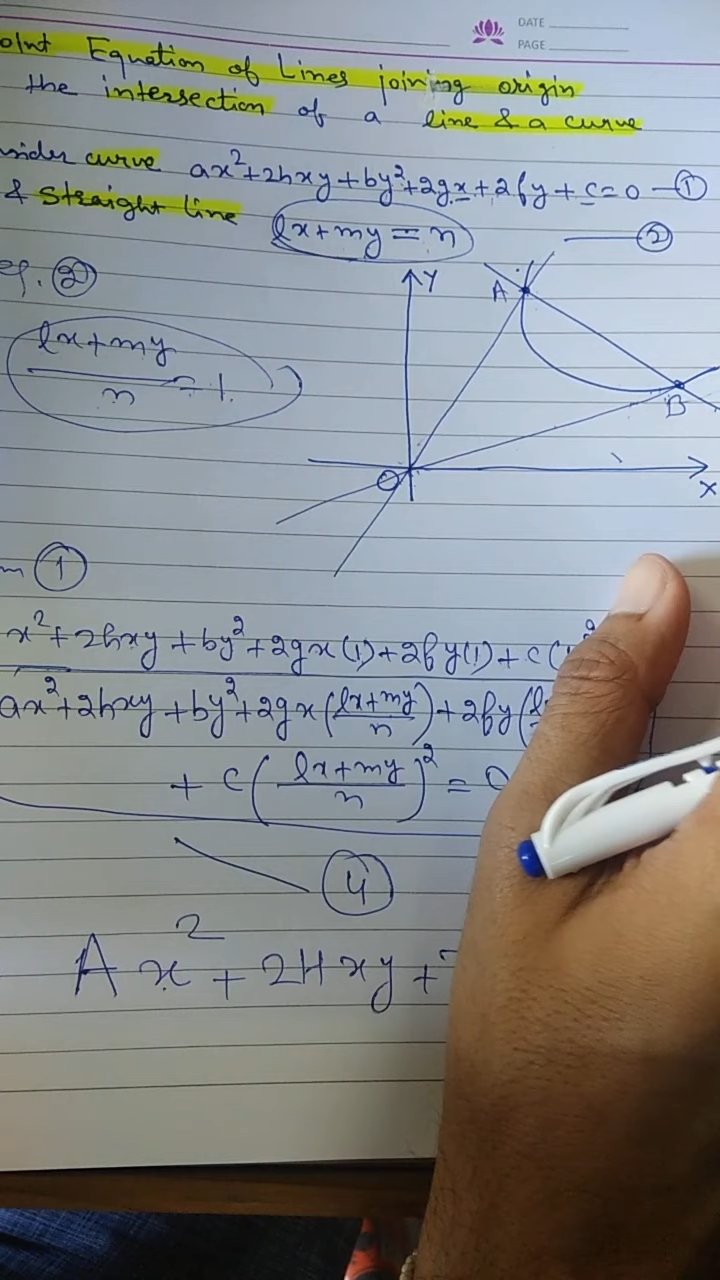 DATE
PAGE
Equation of Lines joining origin
the intersection of a line & a curve
curve ax²+2hxy+by²+2gx+2fy+c=0 —①
& straight line lx+my=n
—②
②
Y
A
lx+my/n = 1
B
O
X
①
x²+2hxy+by²+2gx(1)+2fy(1)+c(
ax²+2hxy+by²+2gx(lx+my/n)+2fy(
+ c(lx+my/n)² = 0
④
Ax²+2Hxy+